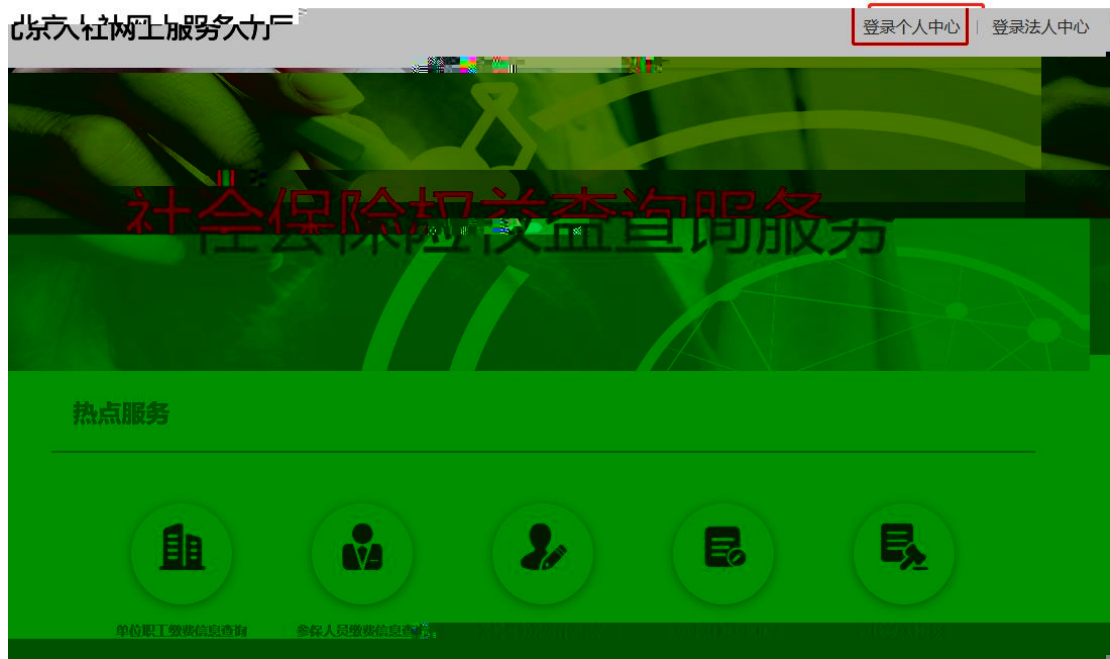 北京人社网上服务大厅
登录个人中心 | 登录法人中心
社会保险权益查询服务
热点服务
单位职工缴费信息查询
参保人员缴费信息查询